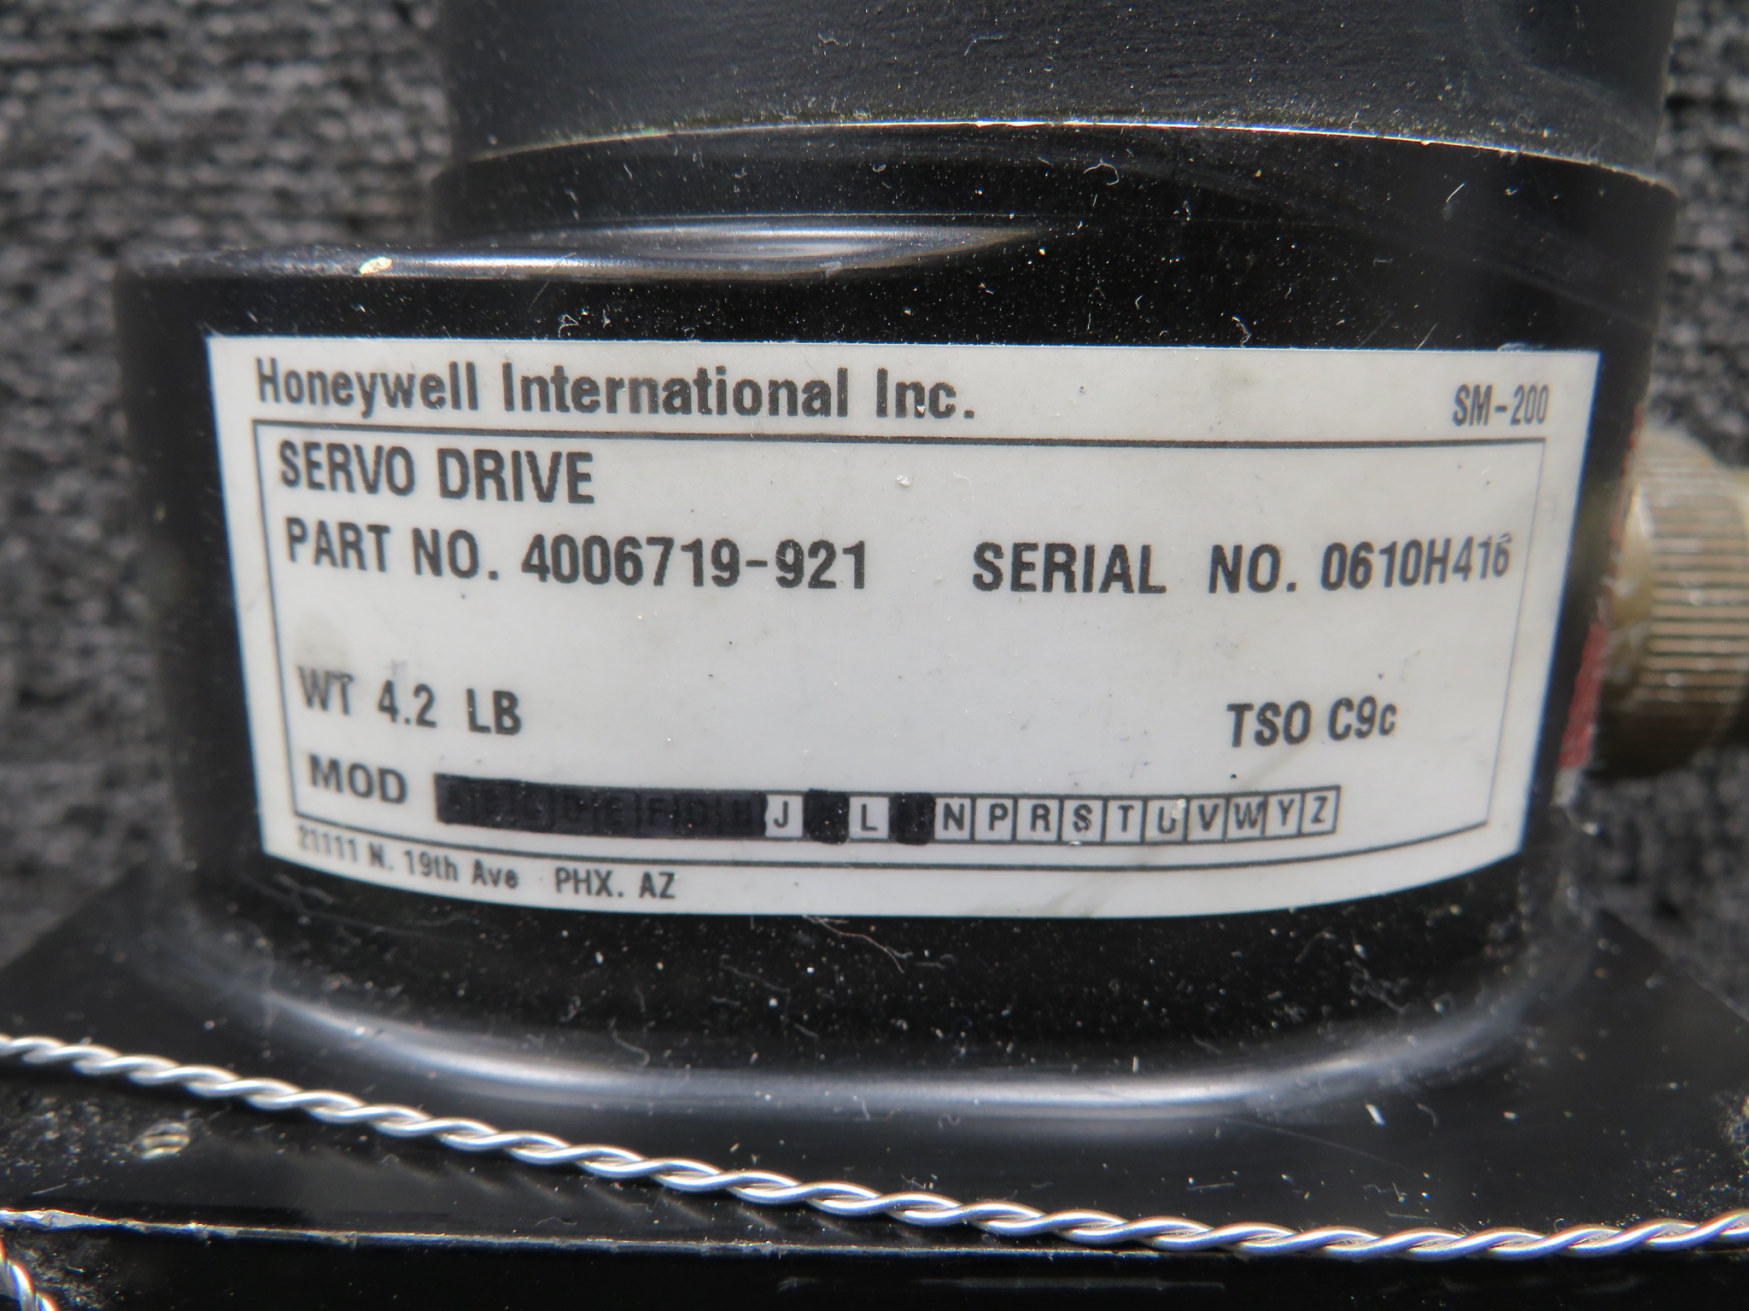 Honeywell International Inc.
SM-200
SERVO DRIVE
PART NO. 4006719-921 SERIAL NO. 0610H416
WT 4.2 LB
TSO C9c
MOD J L N P R S T U V W Y Z
21111 N. 19th Ave PHX. AZ